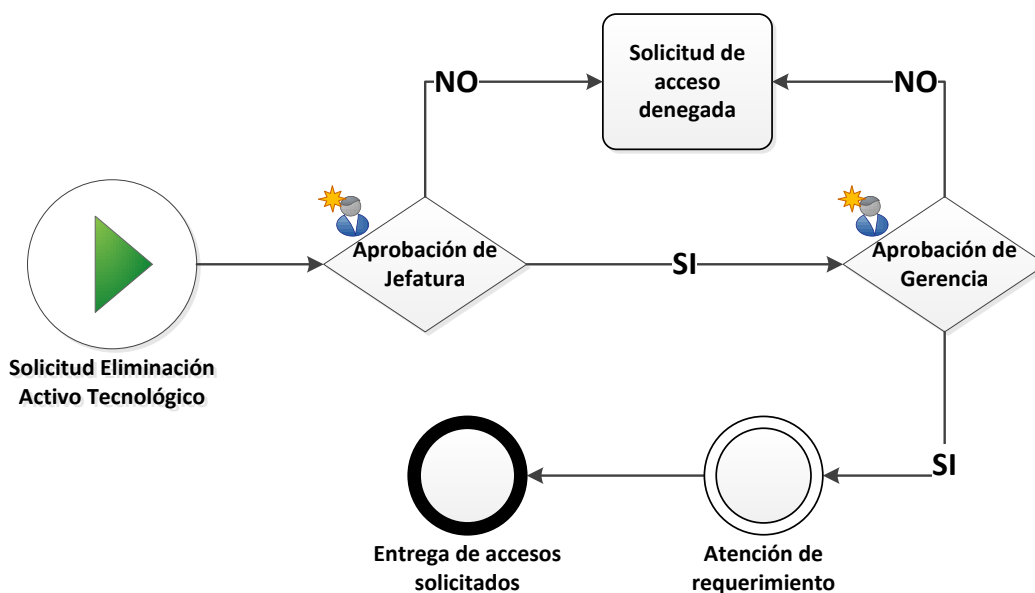 Solicitud de
acceso
denegada
NO
NO
Aprobación de
Jefatura
SI
Aprobación de
Gerencia
Solicitud Eliminación
Activo Tecnológico
SI
Entrega de accesos
solicitados
Atención de
requerimiento